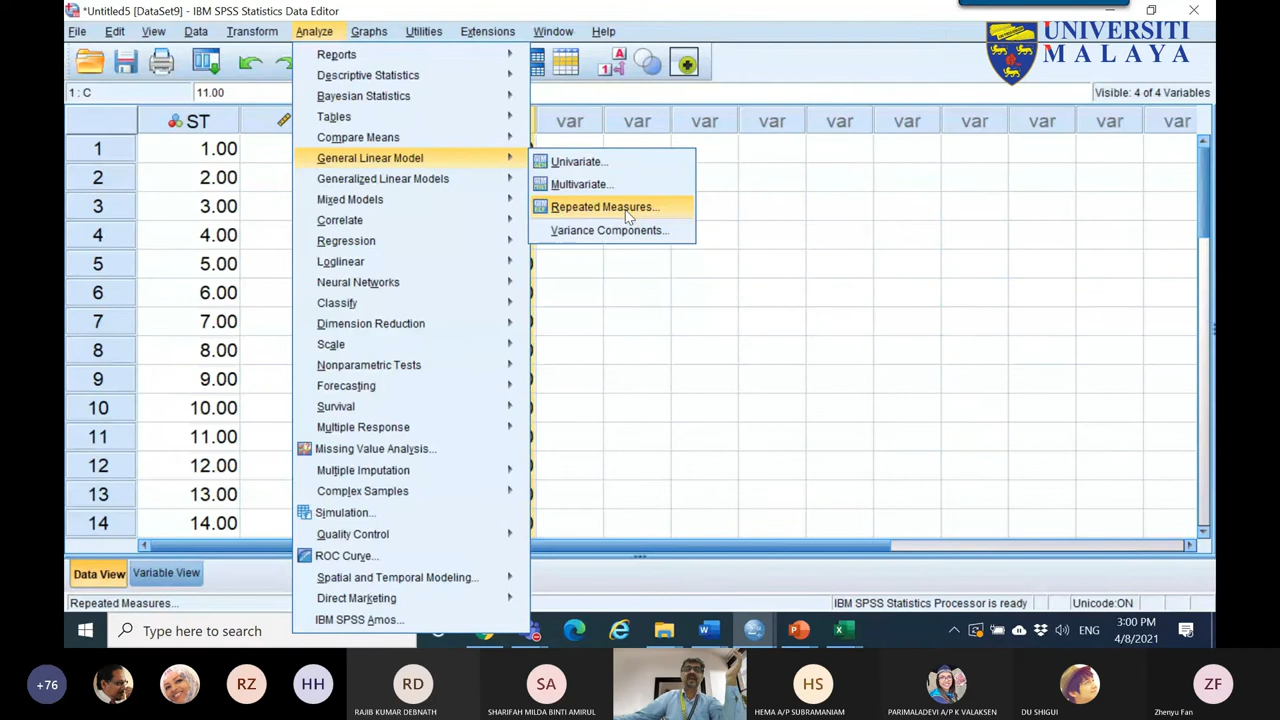 *Untitled5 [DataSet9] - IBM SPSS Statistics Data Editor
File Edit View Data Transform Analyze Graphs Utilities Extensions Window Help
UNIVERSITI
MALAYA
1 : C 11.00 Visible: 4 of 4 Variables
ST var var var var var var var var var
1 1.00
2 2.00
3 3.00
4 4.00
5 5.00
6 6.00
7 7.00
8 8.00
9 9.00
10 10.00
11 11.00
12 12.00
13 13.00
14 14.00
Reports
Descriptive Statistics
Bayesian Statistics
Tables
Compare Means
General Linear Model
Generalized Linear Models
Mixed Models
Correlate
Regression
Loglinear
Neural Networks
Classify
Dimension Reduction
Scale
Nonparametric Tests
Forecasting
Survival
Multiple Response
Missing Value Analysis...
Multiple Imputation
Complex Samples
Simulation...
Quality Control
ROC Curve...
Spatial and Temporal Modeling...
Direct Marketing
IBM SPSS Amos...
Univariate...
Multivariate...
Repeated Measures...
Variance Components...
Data View Variable View
Repeated Measures... IBM SPSS Statistics Processor is ready Unicode:ON
Type here to search ENG 3:00 PM
4/8/2021
+76 RZ HH RD SA HS ZF
RAJIB KUMAR DEBNATH SHARIFAH MILDA BINTI AMIRUL HEMA A/P SUBRAMANIAM PARIMALADEVI A/P K VALAKSEN DU SHIGUI Zhenyu Fan